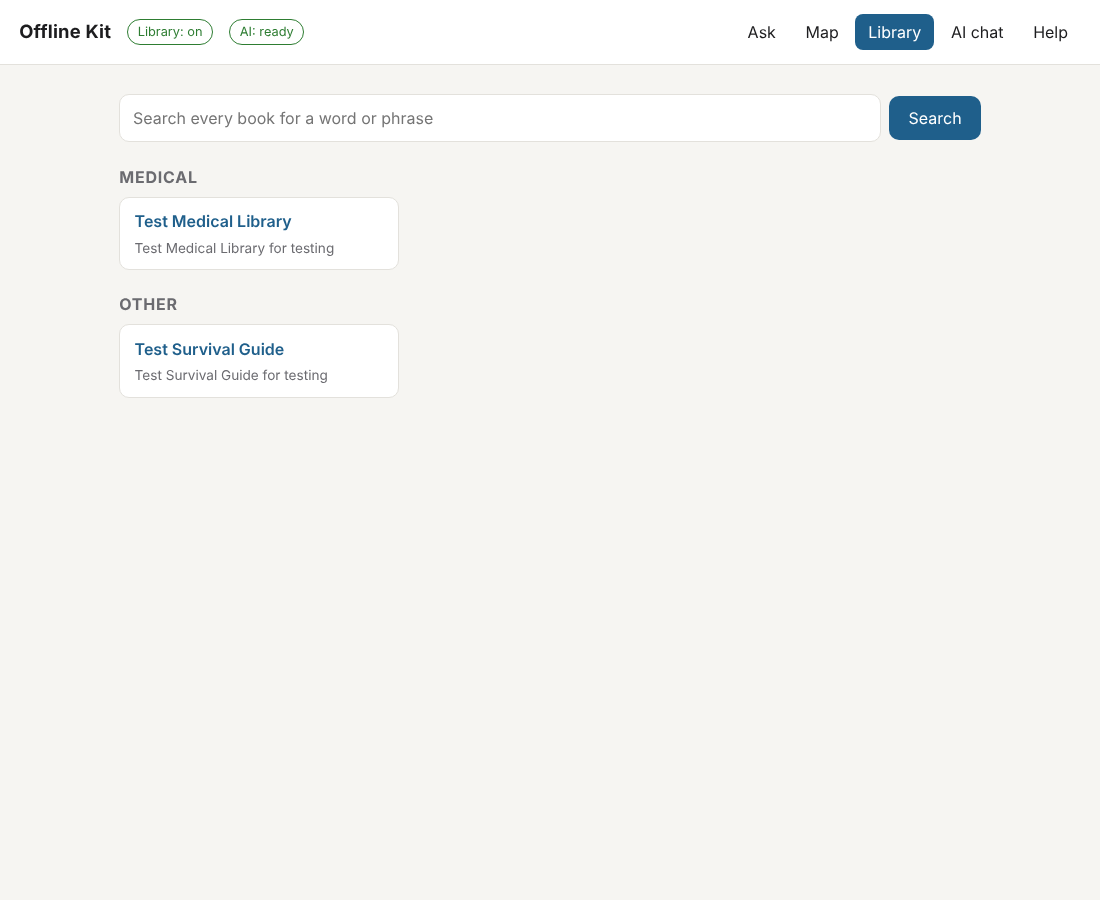 Offline Kit Library: on AI: ready Ask Map Library AI chat Help
Search every book for a word or phrase Search
MEDICAL
Test Medical Library
Test Medical Library for testing
OTHER
Test Survival Guide
Test Survival Guide for testing